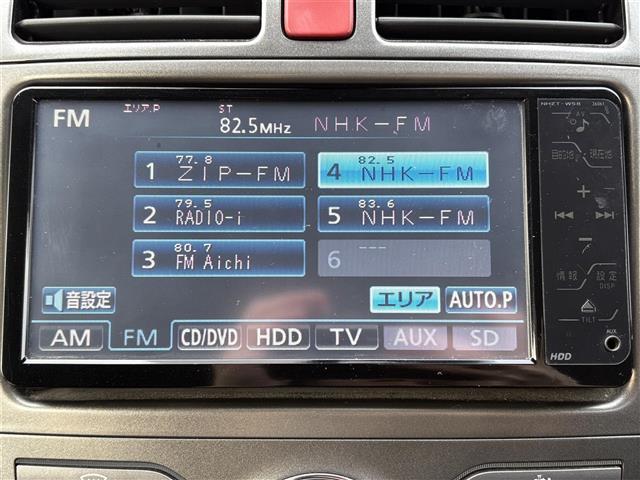 FM
エリア.P
ST
82.5MHz
NHK-FM
1 77.8 ZIP-FM
4 82.5 NHK-FM
2 79.5 RADIO-i
5 83.6 NHK-FM
3 80.7 FM Aichi
6 ---
音設定
エリア
AUTO.P
AM
FM
CD/DVD
HDD
TV
AUX
SD
NHZT-W58
AV
目的地
現在地
+
情報
設定
DISP
TILT
AUX
HDD